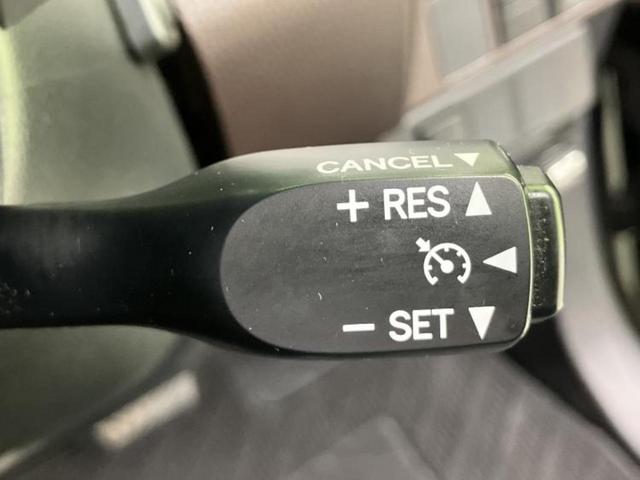 CANCEL ▼
+ RES ▲
◀
− SET ▼